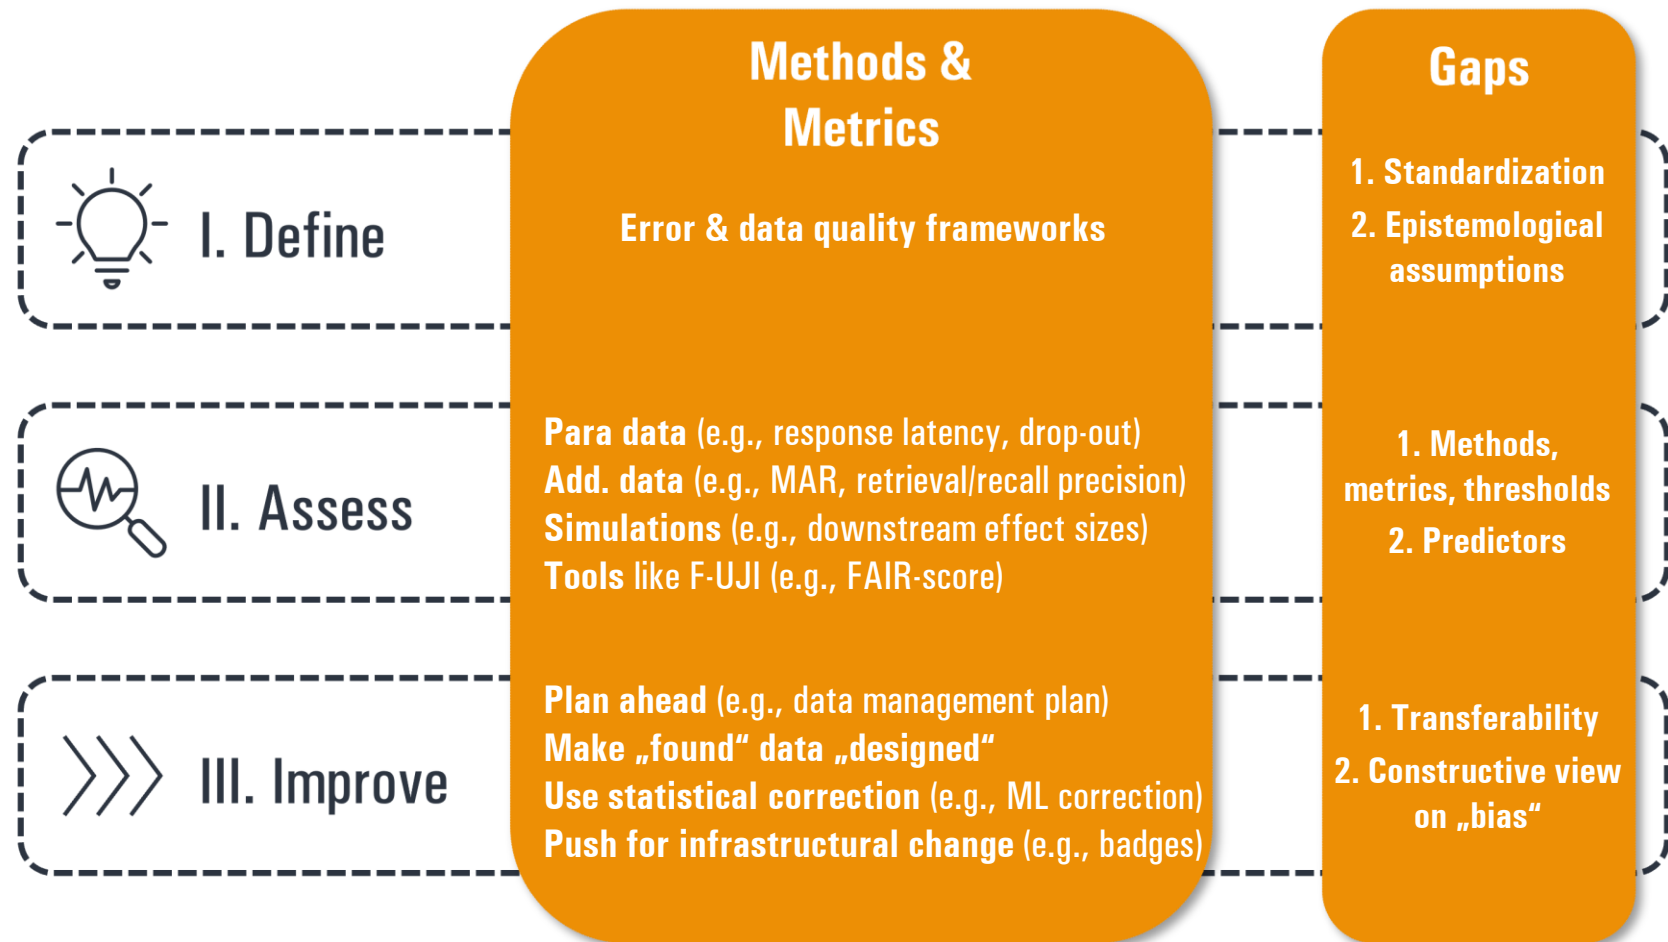 Methods &
Metrics
Gaps
I. Define
Error & data quality frameworks
1. Standardization
2. Epistemological
assumptions
II. Assess
Para data (e.g., response latency, drop-out)
Add. data (e.g., MAR, retrieval/recall precision)
Simulations (e.g., downstream effect sizes)
Tools like F-UJI (e.g., FAIR-score)
1. Methods,
metrics, thresholds
2. Predictors
III. Improve
Plan ahead (e.g., data management plan)
Make „found“ data „designed“
Use statistical correction (e.g., ML correction)
Push for infrastructural change (e.g., badges)
1. Transferability
2. Constructive view
on „bias“